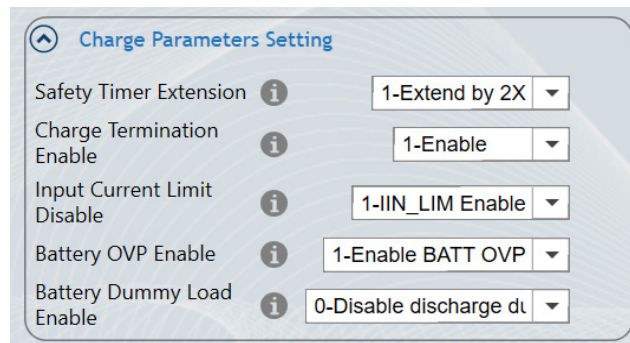 Charge Parameters Setting
Safety Timer Extension
1-Extend by 2X
Charge Termination
Enable
1-Enable
Input Current Limit
Disable
1-IIN_LIM Enable
Battery OVP Enable
1-Enable BATT OVP
Battery Dummy Load
Enable
0-Disable discharge du